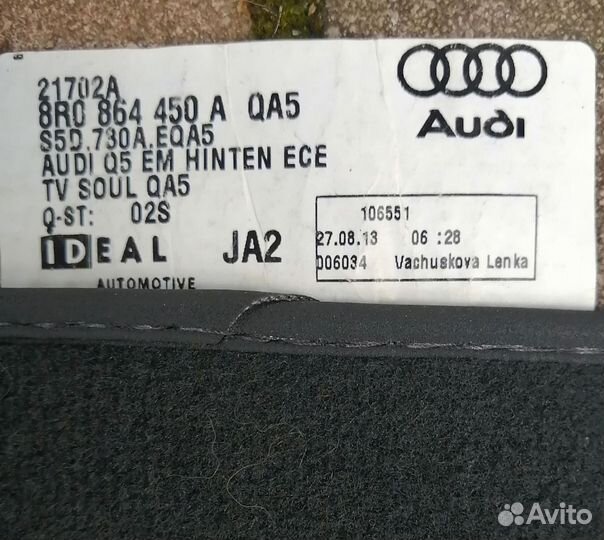 21702A
8R0 864 450 A QA5
S5D.730A.EQA5
AUDI Q5 EM HINTEN ECE
TV SOUL QA5
Q-ST: 02S
IDEAL JA2
AUTOMOTIVE
Audi
106551
27.08.13 06:28
006034 Vachuskova Lenka
Avito